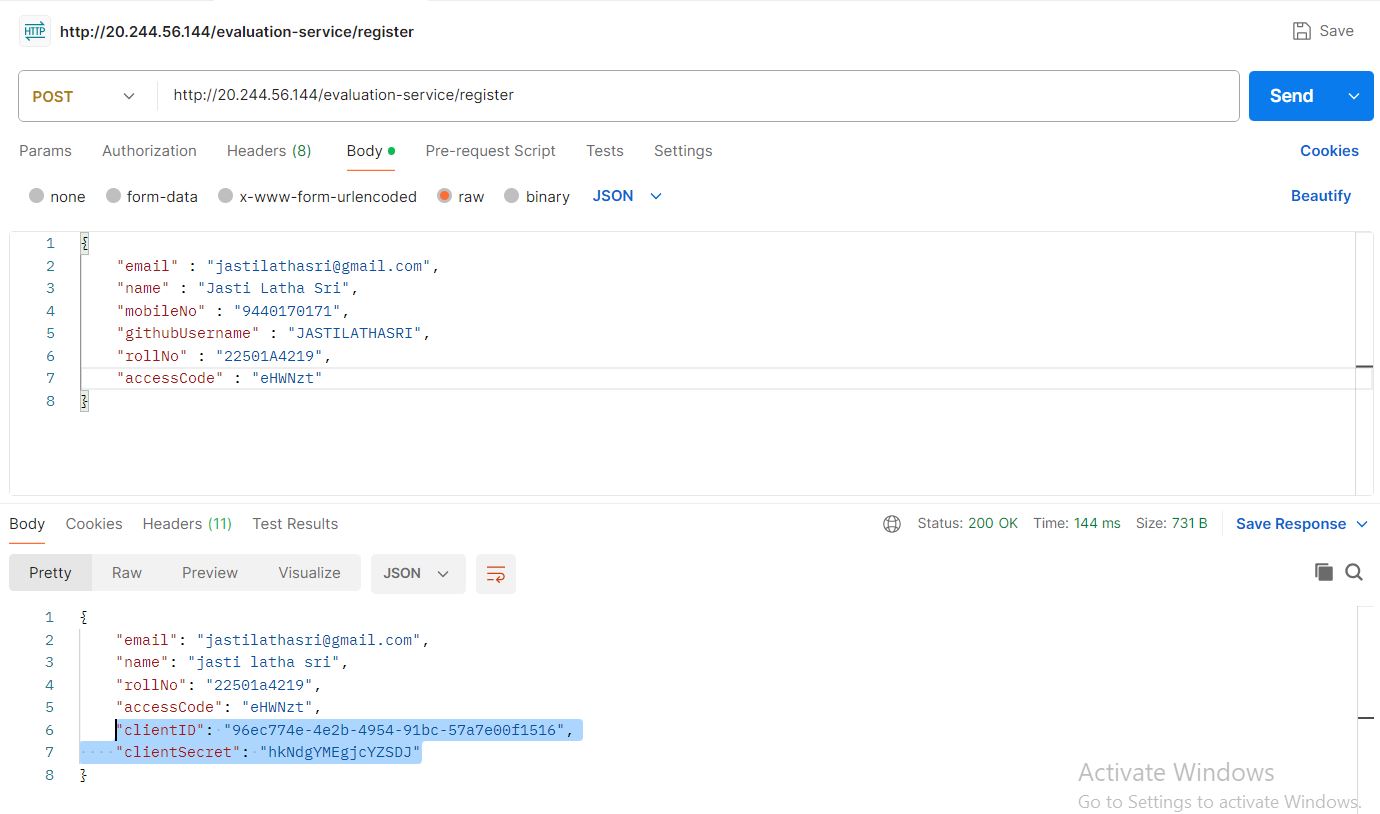 HTTP http://20.244.56.144/evaluation-service/register Save
POST http://20.244.56.144/evaluation-service/register Send
Params Authorization Headers (8) Body Pre-request Script Tests Settings Cookies
none form-data x-www-form-urlencoded raw binary JSON Beautify
1 {
2 "email" : "jastilathasri@gmail.com",
3 "name" : "Jasti Latha Sri",
4 "mobileNo" : "9440170171",
5 "githubUsername" : "JASTILATHASRI",
6 "rollNo" : "22501A4219",
7 "accessCode" : "eHWNzt"
8 }
Body Cookies Headers (11) Test Results Status: 200 OK Time: 144 ms Size: 731 B Save Response
Pretty Raw Preview Visualize JSON
1 {
2 "email": "jastilathasri@gmail.com",
3 "name": "jasti latha sri",
4 "rollNo": "22501a4219",
5 "accessCode": "eHWNzt",
6 "clientID": "96ec774e-4e2b-4954-91bc-57a7e00f1516",
7 "clientSecret": "hkNdgYMEgjcYZSDJ"
8 }
Activate Windows
Go to Settings to activate Windows.